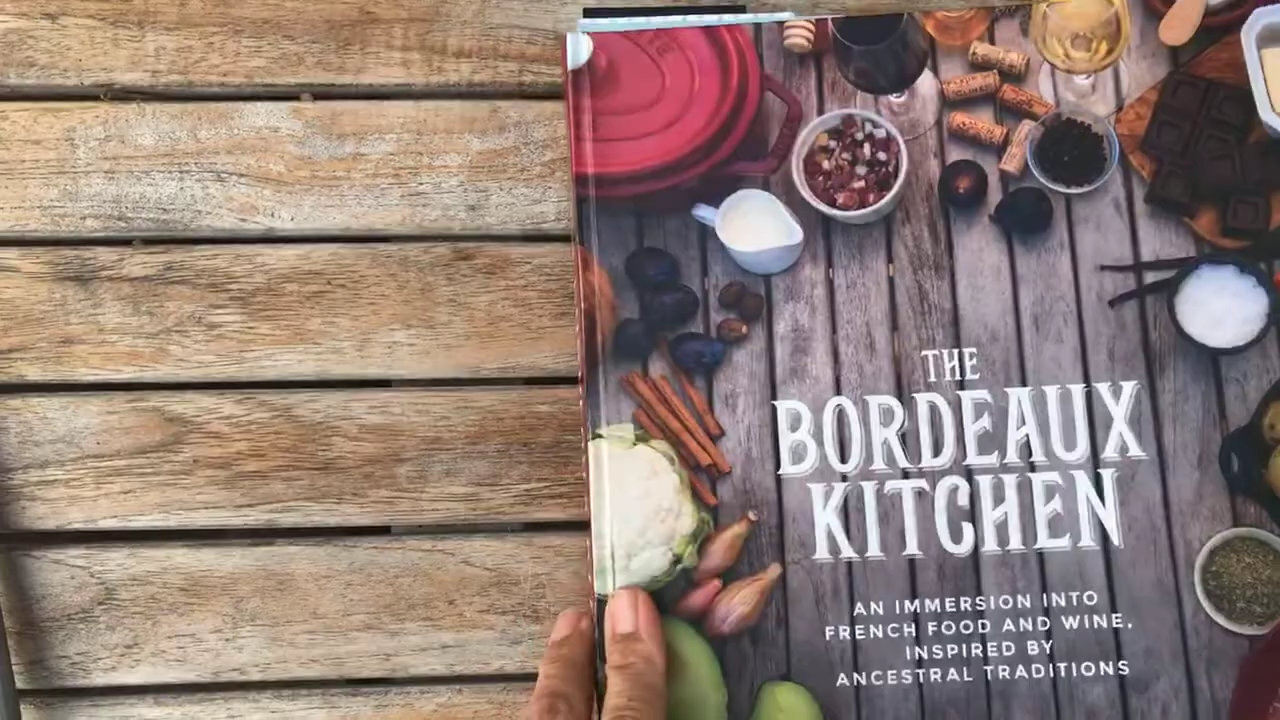 THE
BORDEAUX
KITCHEN
AN IMMERSION INTO
FRENCH FOOD AND WINE,
INSPIRED BY
ANCESTRAL TRADITIONS